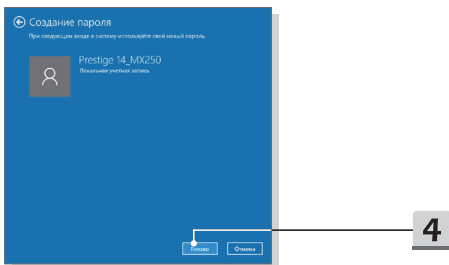 Создание пароля
При следующем входе в систему используйте свой новый пароль.
Prestige 14_MX250
Локальная учетная запись
Готово
Отмена
4